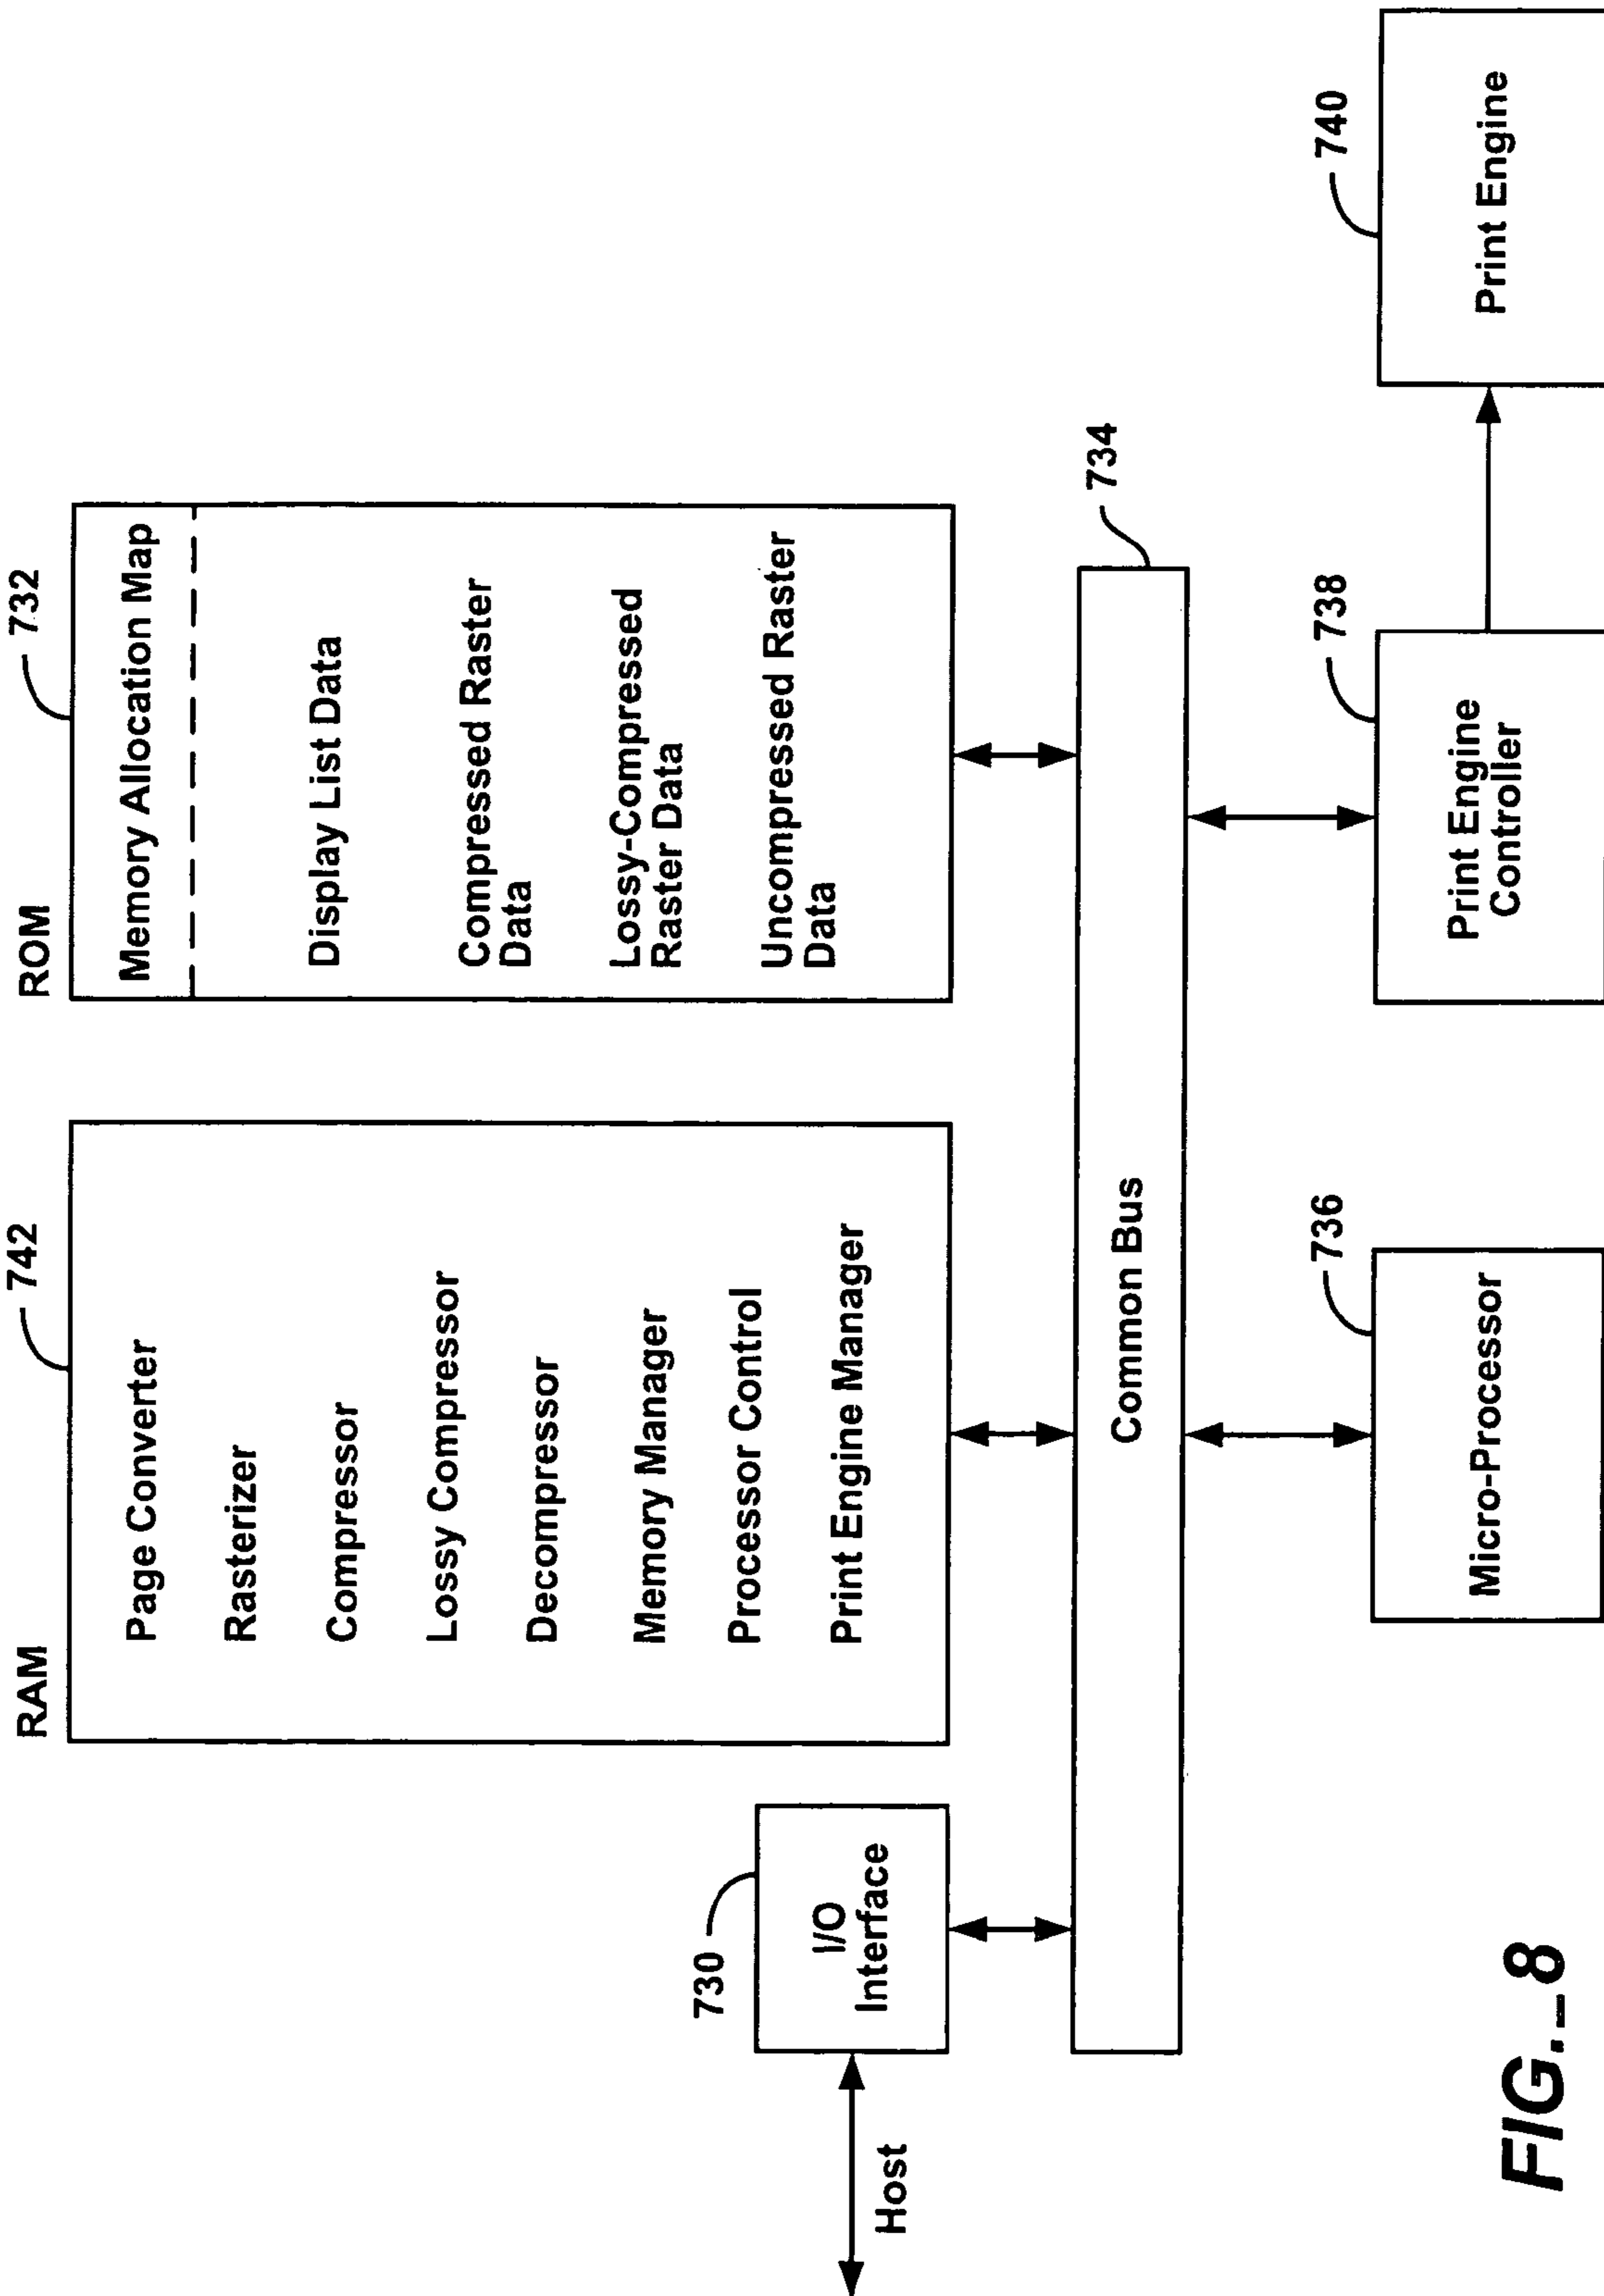 RAM
742
Page Converter
Rasterizer
Compressor
Lossy Compressor
Decompressor
Memory Manager
Processor Control
Print Engine Manager
ROM
732
Memory Allocation Map
Display List Data
Compressed Raster
Data
Lossy-Compressed
Raster Data
Uncompressed Raster
Data
730
I/O
Interface
Host
Common Bus
734
736
Micro-Processor
738
Print Engine
Controller
740
Print Engine
FIG._8